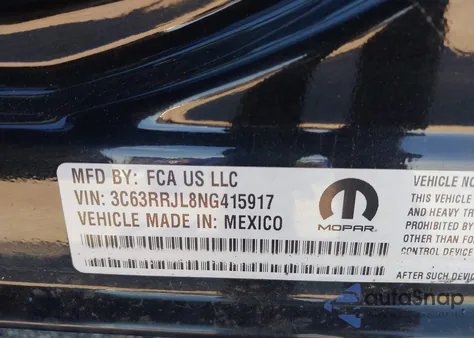 MFD BY: FCA US LLC
VIN: 3C63RRJL8NG415917
VEHICLE MADE IN: MEXICO
MOPAR
VEHICLE NO
THIS VEHICLE
AND HEAVY TR
PROHIBITED BY
OTHER THAN FO
CONTROL DEVICE
AFTER SUCH DEVIC
autoSnap